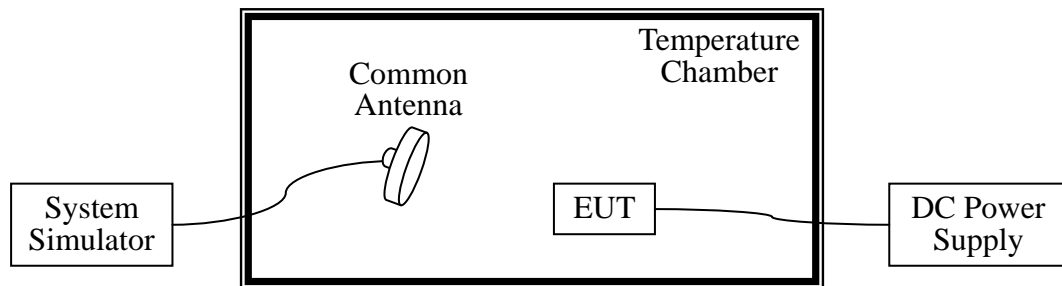 Temperature
Chamber
Common
Antenna
System
Simulator
EUT
DC Power
Supply